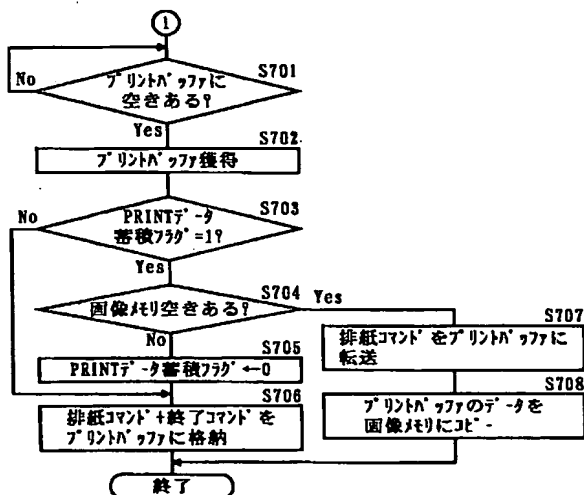 1
S701
No
ﾌﾟﾘﾝﾄﾊﾞｯﾌｧに
空きある?
Yes
S702
ﾌﾟﾘﾝﾄﾊﾞｯﾌｧ獲得
S703
No
PRINTﾃﾞｰﾀ
蓄積ﾌﾗｸﾞ=1?
Yes
S704
画像ﾒﾓﾘ空きある?
Yes
No
S705
PRINTﾃﾞｰﾀ蓄積ﾌﾗｸﾞ←0
S706
排紙ｺﾏﾝﾄﾞ+終了ｺﾏﾝﾄﾞを
ﾌﾟﾘﾝﾄﾊﾞｯﾌｧに格納
S707
排紙ｺﾏﾝﾄﾞをﾌﾟﾘﾝﾄﾊﾞｯﾌｧに
転送
S708
ﾌﾟﾘﾝﾄﾊﾞｯﾌｧのﾃﾞｰﾀを
画像ﾒﾓﾘにｺﾋﾟｰ
終了